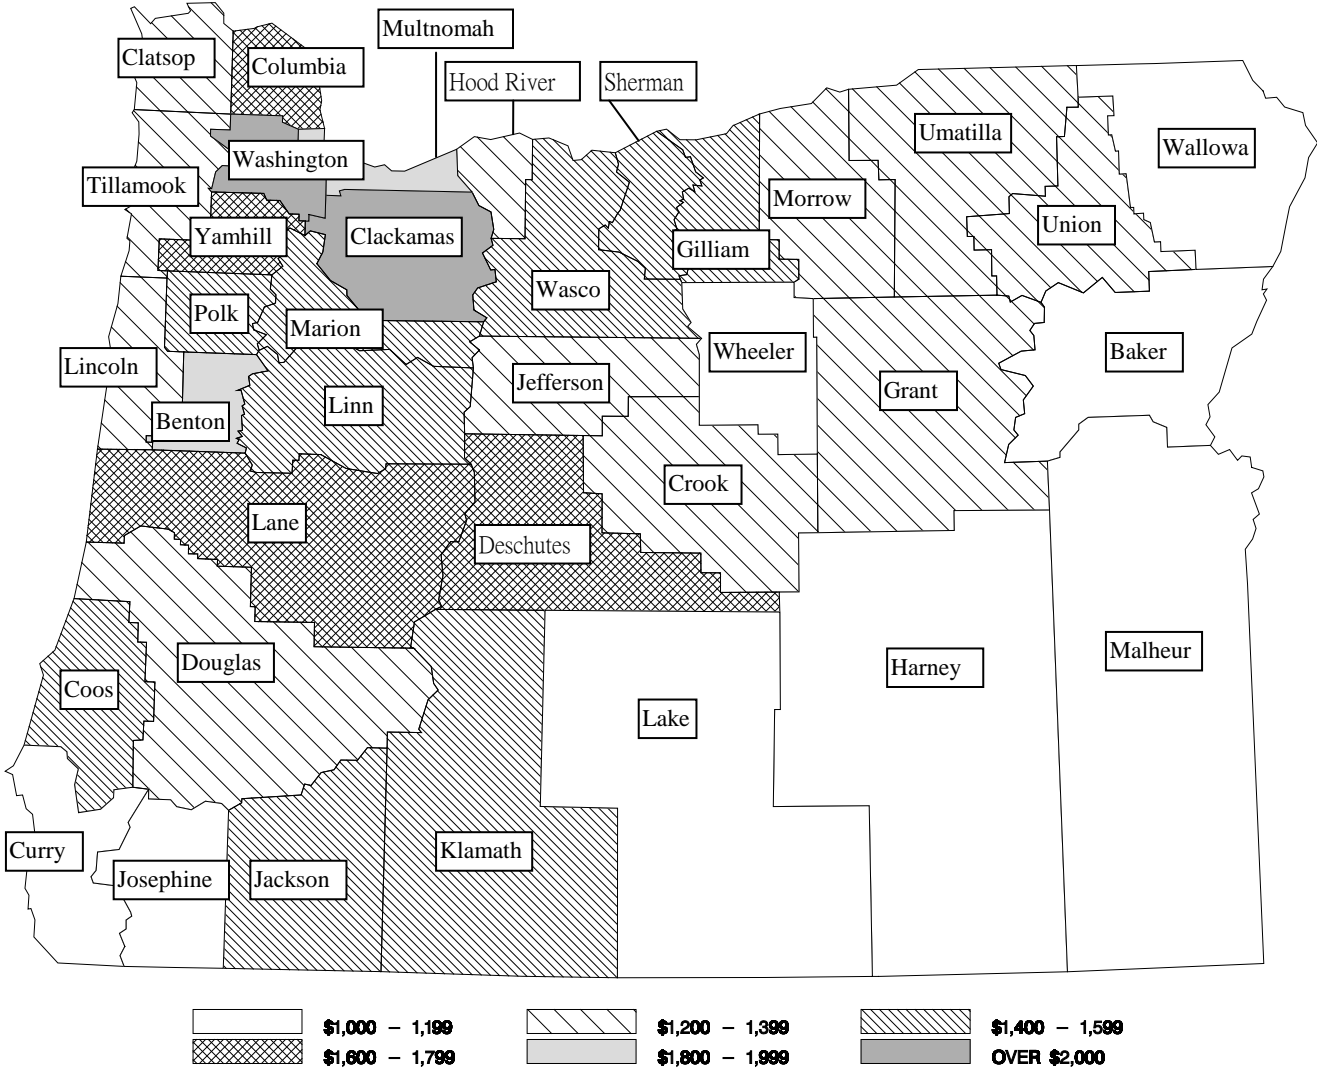 Multnomah
Clatsop
Columbia
Hood River
Sherman
Umatilla
Wallowa
Washington
Tillamook
Morrow
Yamhill
Clackamas
Gilliam
Union
Wasco
Polk
Marion
Wheeler
Baker
Lincoln
Jefferson
Grant
Benton
Linn
Crook
Lane
Deschutes
Douglas
Coos
Lake
Harney
Malheur
Curry
Josephine
Jackson
Klamath
$1,000 – 1,199
$1,200 – 1,399
$1,400 – 1,599
$1,600 – 1,799
$1,800 – 1,999
OVER $2,000